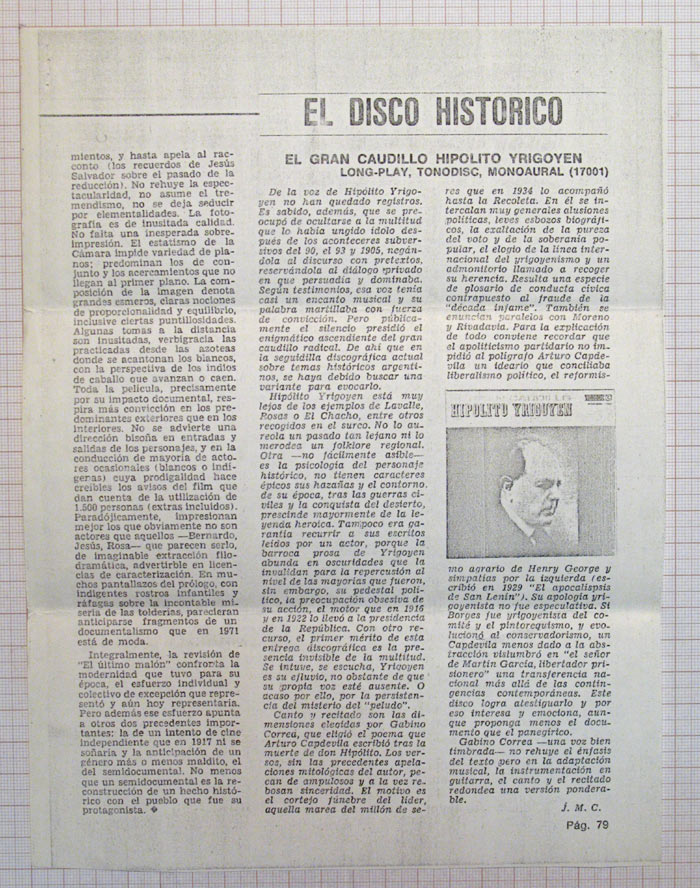 EL DISCO HISTORICO
mientos, y hasta apela al rac-
conto (los recuerdos de Jesús
Salvador sobre el pasado de la
reducción). No rehuye la espec-
tacularidad, no asume el tre-
mendismo, no se deja seducir
por elementalidades. La foto-
grafía es de inusitada calidad.
No falta una inesperada sobre-
impresión. El estatismo de la
Cámara impide variedad de pla-
nos; predominan los de con-
junto y los acercamientos que no
llegan al primer plano. La com-
posición de la imagen denota
grandes esmeros, claras nociones
de proporcionalidad y equilibrio,
inclusive ciertas puntillosidades.
Algunas tomas a la distancia
son inusitadas, verbigracia las
practicadas desde las azoteas
donde se acantonan los blancos,
con la perspectiva de los indios
de caballo que avanzan o caen.
Toda la película, precisamente
por su impacto documental, res-
pira más convicción en los pre-
dominantes exteriores que en los
interiores. No se advierte una
dirección bisoña en entradas y
salidas de los personajes, y en la
conducción de mayoría de acto-
res ocasionales (blancos o indí-
genas) cuya prodigalidad hace
creíbles los avisos del film que
dan cuenta de la utilización de
1.500 personas (extras incluidos).
Paradójicamente, impresionan
mejor los que obviamente no son
actores que aquellos —Bernardo,
Jesús, Rosa— que parecen serlo,
de imaginable extracción filo-
dramática, advertirble en licen-
cias de caracterización. En mu-
chos pantallazos del prólogo, con
indigentes rostros infantiles y
ráfagas sobre la incontable mi-
seria de las tolderías, parecieran
anticiparse fragmentos de un
documentalismo que en 1971
está de moda.
Integralmente, la revisión de
"El último malón" confronta la
modernidad que tuvo para su
época, el esfuerzo individual y
colectivo de excepción que repre-
sentó y aún hoy representaría.
Pero además ese esfuerzo apunta
a otros dos precedentes impor-
tantes: la de un intento de cine
independiente que en 1917 ni se
soñaría y la anticipación de un
género más o menos maldito, el
del semidocumental. No menos
que un semidocumental es la re-
construcción de un hecho histó-
rico con el pueblo que fue su
protagonista. ◆
EL GRAN CAUDILLO HIPOLITO YRIGOYEN
LONG-PLAY, TONODISC, MONOAURAL (17001)
De la voz de Hipólito Yrigo-
yen no han quedado registros.
Es sabido, además, que se pre-
ocupó de ocultarse a la multitud
que lo había ungido ídolo des-
pués de los aconteceres subver-
sivos del 90, el 93 y 1905, negán-
dola al discurso con pretextos,
reservándola al diálogo privado
en que persuadía y dominaba.
Según testimonios, esa voz tenía
casi un encanto musical y su
palabra martillaba con fuerza
de convicción. Pero pública-
mente el silencio presidió el
enigmático ascendiente del gran
caudillo radical. De ahí que en
la seguidilla discográfica actual
sobre temas históricos argenti-
nos, se haya debido buscar una
variante para evocarlo.
Hipólito Yrigoyen está muy
lejos de los ejemplos de Lavalle,
Rosas o El Chacho, entre otros
recogidos en el surco. No lo au-
reola un pasado tan lejano ni lo
merodea un folklore regional.
Otra —no fácilmente asible—
es la psicología del personaje
histórico, no tienen caracteres
épicos sus hazañas y el contorno
de su época, tras las guerras ci-
viles y la conquista del desierto,
prescinde mayormente de la le-
yenda heroica. Tampoco era ga-
rantía recurrir a sus escritos
leídos por un actor, porque la
barroca prosa de Yrigoyen
abunda en oscuridades que la
invalidan para la repercusión al
nivel de las mayorías que fueron,
sin embargo, su pedestal polí-
tico, la preocupación obsesiva de
su acción, el motor que en 1916
y en 1922 lo llevó a la presidencia
de la República. Con otro re-
curso, el primer mérito de esta
entrega discográfica es la pre-
sencia invisible de la multitud.
Se intuye, se escucha, Yrigoyen
es su efluvio, no obstante de que
su propia voz esté ausente. O
acaso por ello, por la persisten-
cia del misterio del "peludo".
Canto y recitado son las di-
mensiones elegidas por Gabino
Correa, que eligió el poema que
Arturo Capdevila escribió tras la
muerte de don Hipólito. Los ver-
sos, sin las precedentes apela-
ciones mitológicas del autor, pe-
can de ampulosos y a la vez re-
bosan sinceridad. El motivo es
el cortejo fúnebre del líder,
aquella marea del millón de se-
res que en 1934 lo acompañó
hasta la Recoleta. En él se in-
tercalan muy generales alusiones
políticas, leves esbozos biográfi-
cos, la exaltación de la pureza
del voto y de la soberanía po-
pular, el elogio de la línea inter-
nacional del yrigoyenismo y un
admonitorio llamado a recoger
su herencia. Resulta una especie
de glosario de conducta cívica
contrapuesto al fraude de la
"década infame". También se
enuncian paralelos con Moreno
y Rivadavia. Para la explicación
de todo conviene recordar que
el apoliticismo partidario no im-
pidió al polígrafo Arturo Capde-
vila un ideario que conciliaba
liberalismo político, el reformis-
HIPOLITO YRIGOYEN
mo agrario de Henry George y
simpatías por la izquierda (es-
cribió en 1929 "El apocalipsis
de San Lenín"). Su apología yri-
goyenista no fue especulativa. Si
Borges fue yrigoyenista del co-
mité y el pintorequismo, y evo-
lucionó al conservadorismo, un
Capdevila menos dado a la abs-
tracción vislumbró en "el señor
de Martín García, libertador pri-
sionero" una transferencia na-
cional más allá de las contin-
gencias contemporáneas. Este
disco logra atestiguarlo y por
eso interesa y emociona, aun-
que proponga menos el documen-
to que el panegírico.
Gabino Correa —una voz bien
timbrada— no rehuye el énfasis
del texto pero en la adaptación
musical, la instrumentación en
guitarra, el canto y el recitado
redondea una versión pondera-
ble.
J. M. C.
Pág. 79